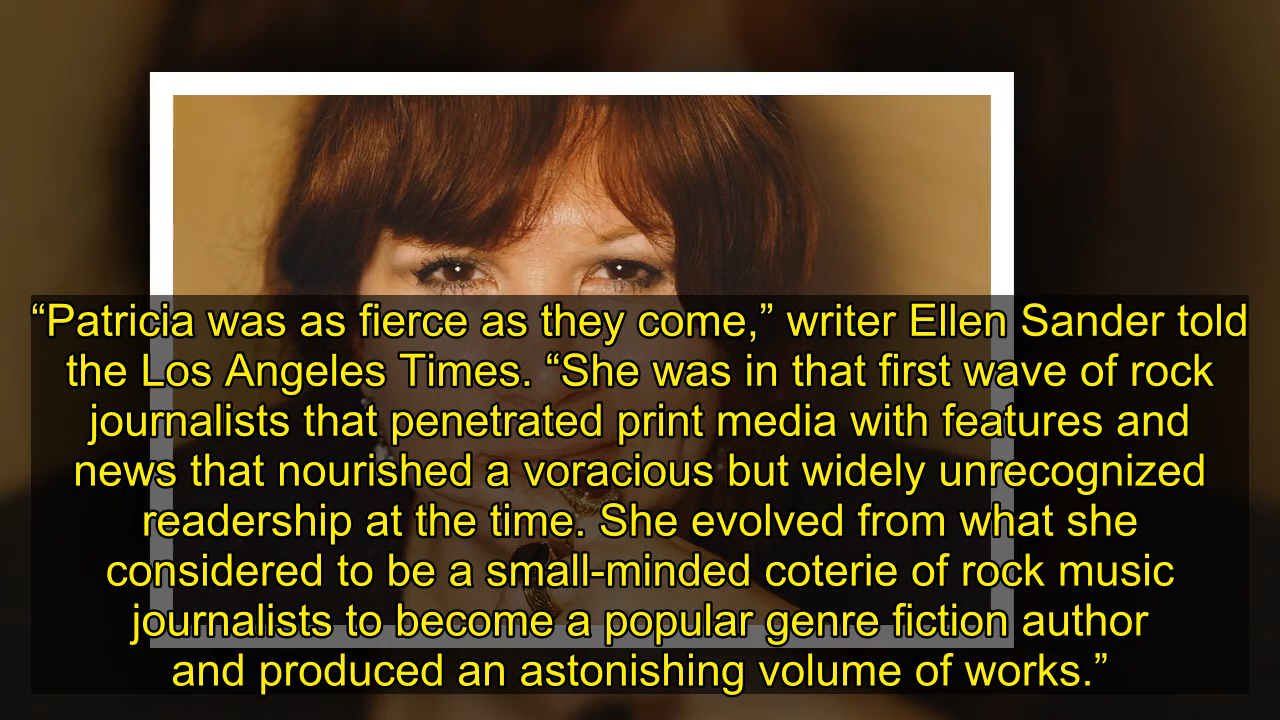 “Patricia was as fierce as they come,” writer Ellen Sander told
the Los Angeles Times. “She was in that first wave of rock
journalists that penetrated print media with features and
news that nourished a voracious but widely unrecognized
readership at the time. She evolved from what she
considered to be a small-minded coterie of rock music
journalists to become a popular genre fiction author
and produced an astonishing volume of works.”